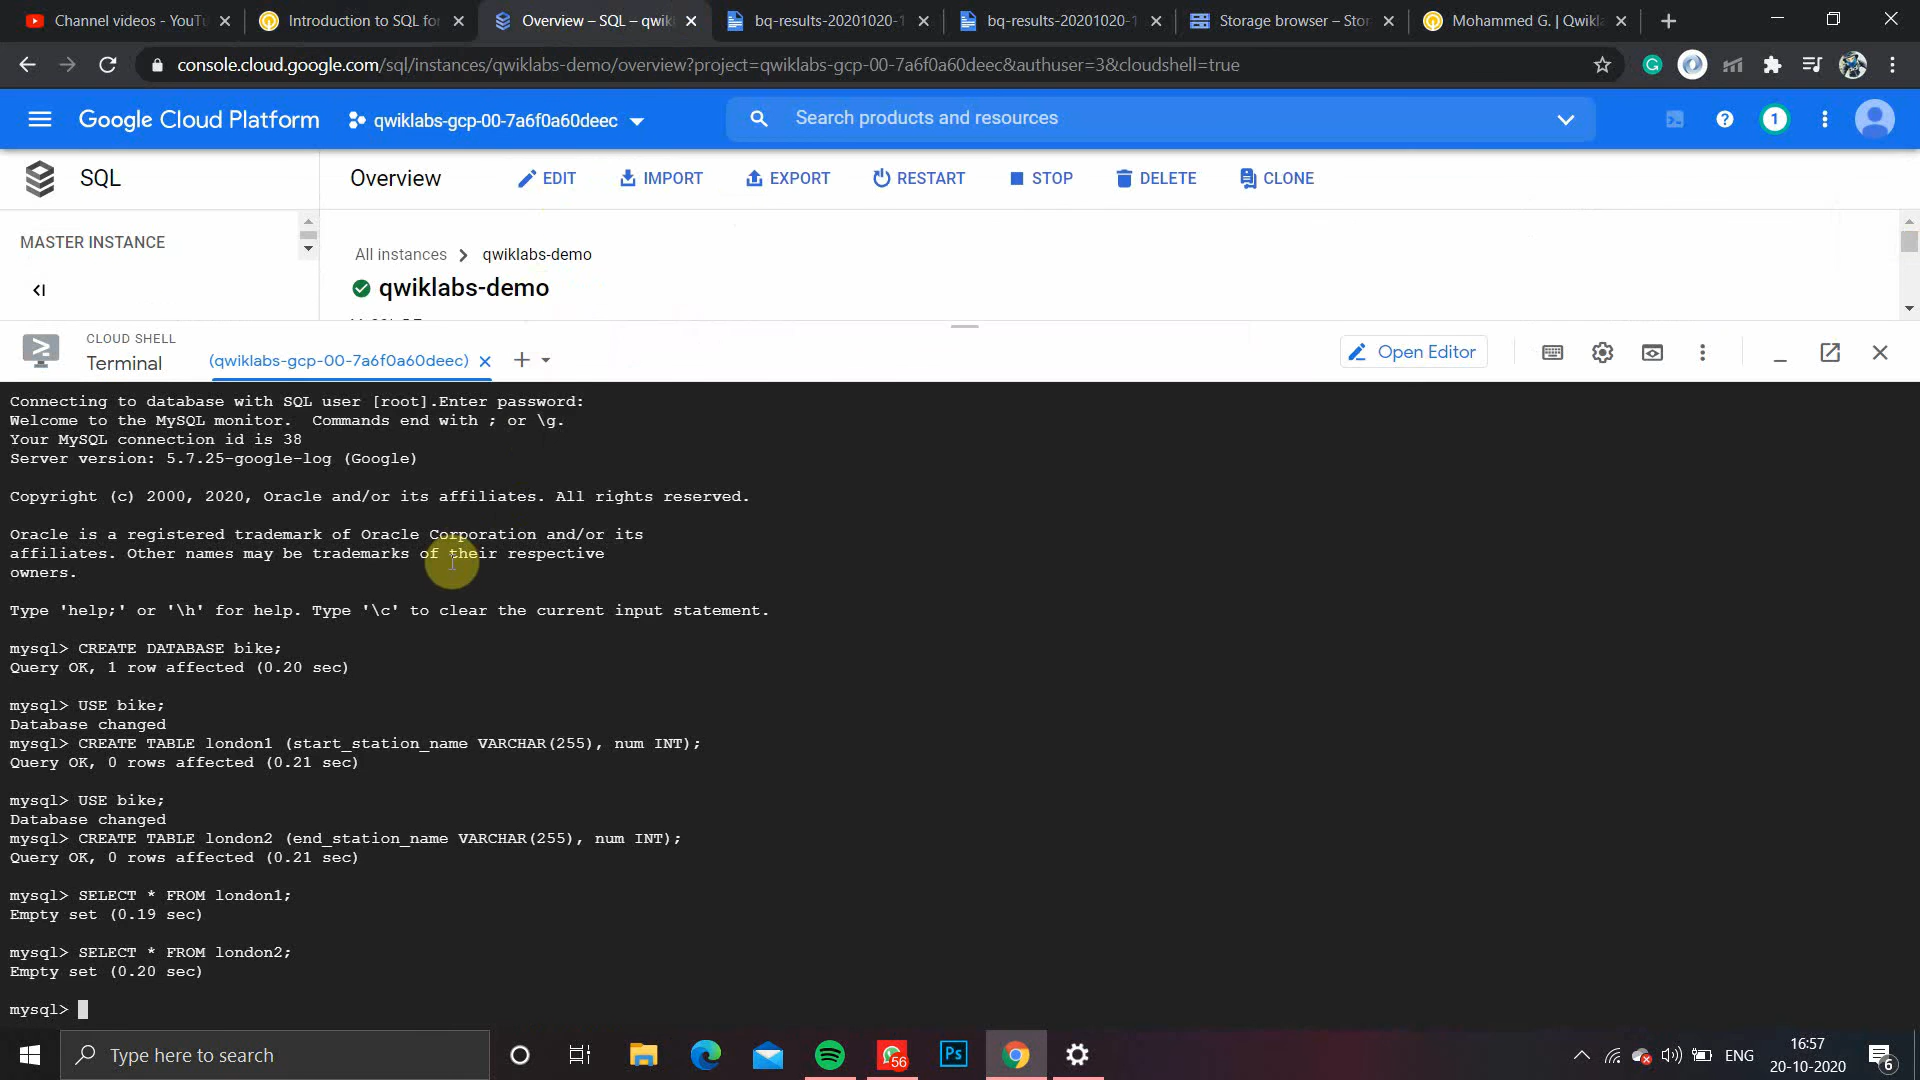 Channel videos - YouTu
Introduction to SQL for
Overview – SQL – qwik
bq-results-20201020-1
bq-results-20201020-1
Storage browser – Stor
Mohammed G. | Qwikla
console.cloud.google.com/sql/instances/qwiklabs-demo/overview?project=qwiklabs-gcp-00-7a6f0a60deec&authuser=3&cloudshell=true
Google Cloud Platform
qwiklabs-gcp-00-7a6f0a60deec
Search products and resources
1
SQL
Overview
EDIT
IMPORT
EXPORT
RESTART
STOP
DELETE
CLONE
MASTER INSTANCE
All instances
qwiklabs-demo
qwiklabs-demo
CLOUD SHELL
Terminal
(qwiklabs-gcp-00-7a6f0a60deec)
Open Editor
Connecting to database with SQL user [root].Enter password:
Welcome to the MySQL monitor.  Commands end with ; or \g.
Your MySQL connection id is 38
Server version: 5.7.25-google-log (Google)
Copyright (c) 2000, 2020, Oracle and/or its affiliates. All rights reserved.
Oracle is a registered trademark of Oracle Corporation and/or its
affiliates. Other names may be trademarks of their respective
owners.
Type 'help;' or '\h' for help. Type '\c' to clear the current input statement.
mysql> CREATE DATABASE bike;
Query OK, 1 row affected (0.20 sec)
mysql> USE bike;
Database changed
mysql> CREATE TABLE london1 (start_station_name VARCHAR(255), num INT);
Query OK, 0 rows affected (0.21 sec)
mysql> USE bike;
Database changed
mysql> CREATE TABLE london2 (end_station_name VARCHAR(255), num INT);
Query OK, 0 rows affected (0.21 sec)
mysql> SELECT * FROM london1;
Empty set (0.19 sec)
mysql> SELECT * FROM london2;
Empty set (0.20 sec)
mysql>
Type here to search
56
Ps
ENG
16:57
20-10-2020
6